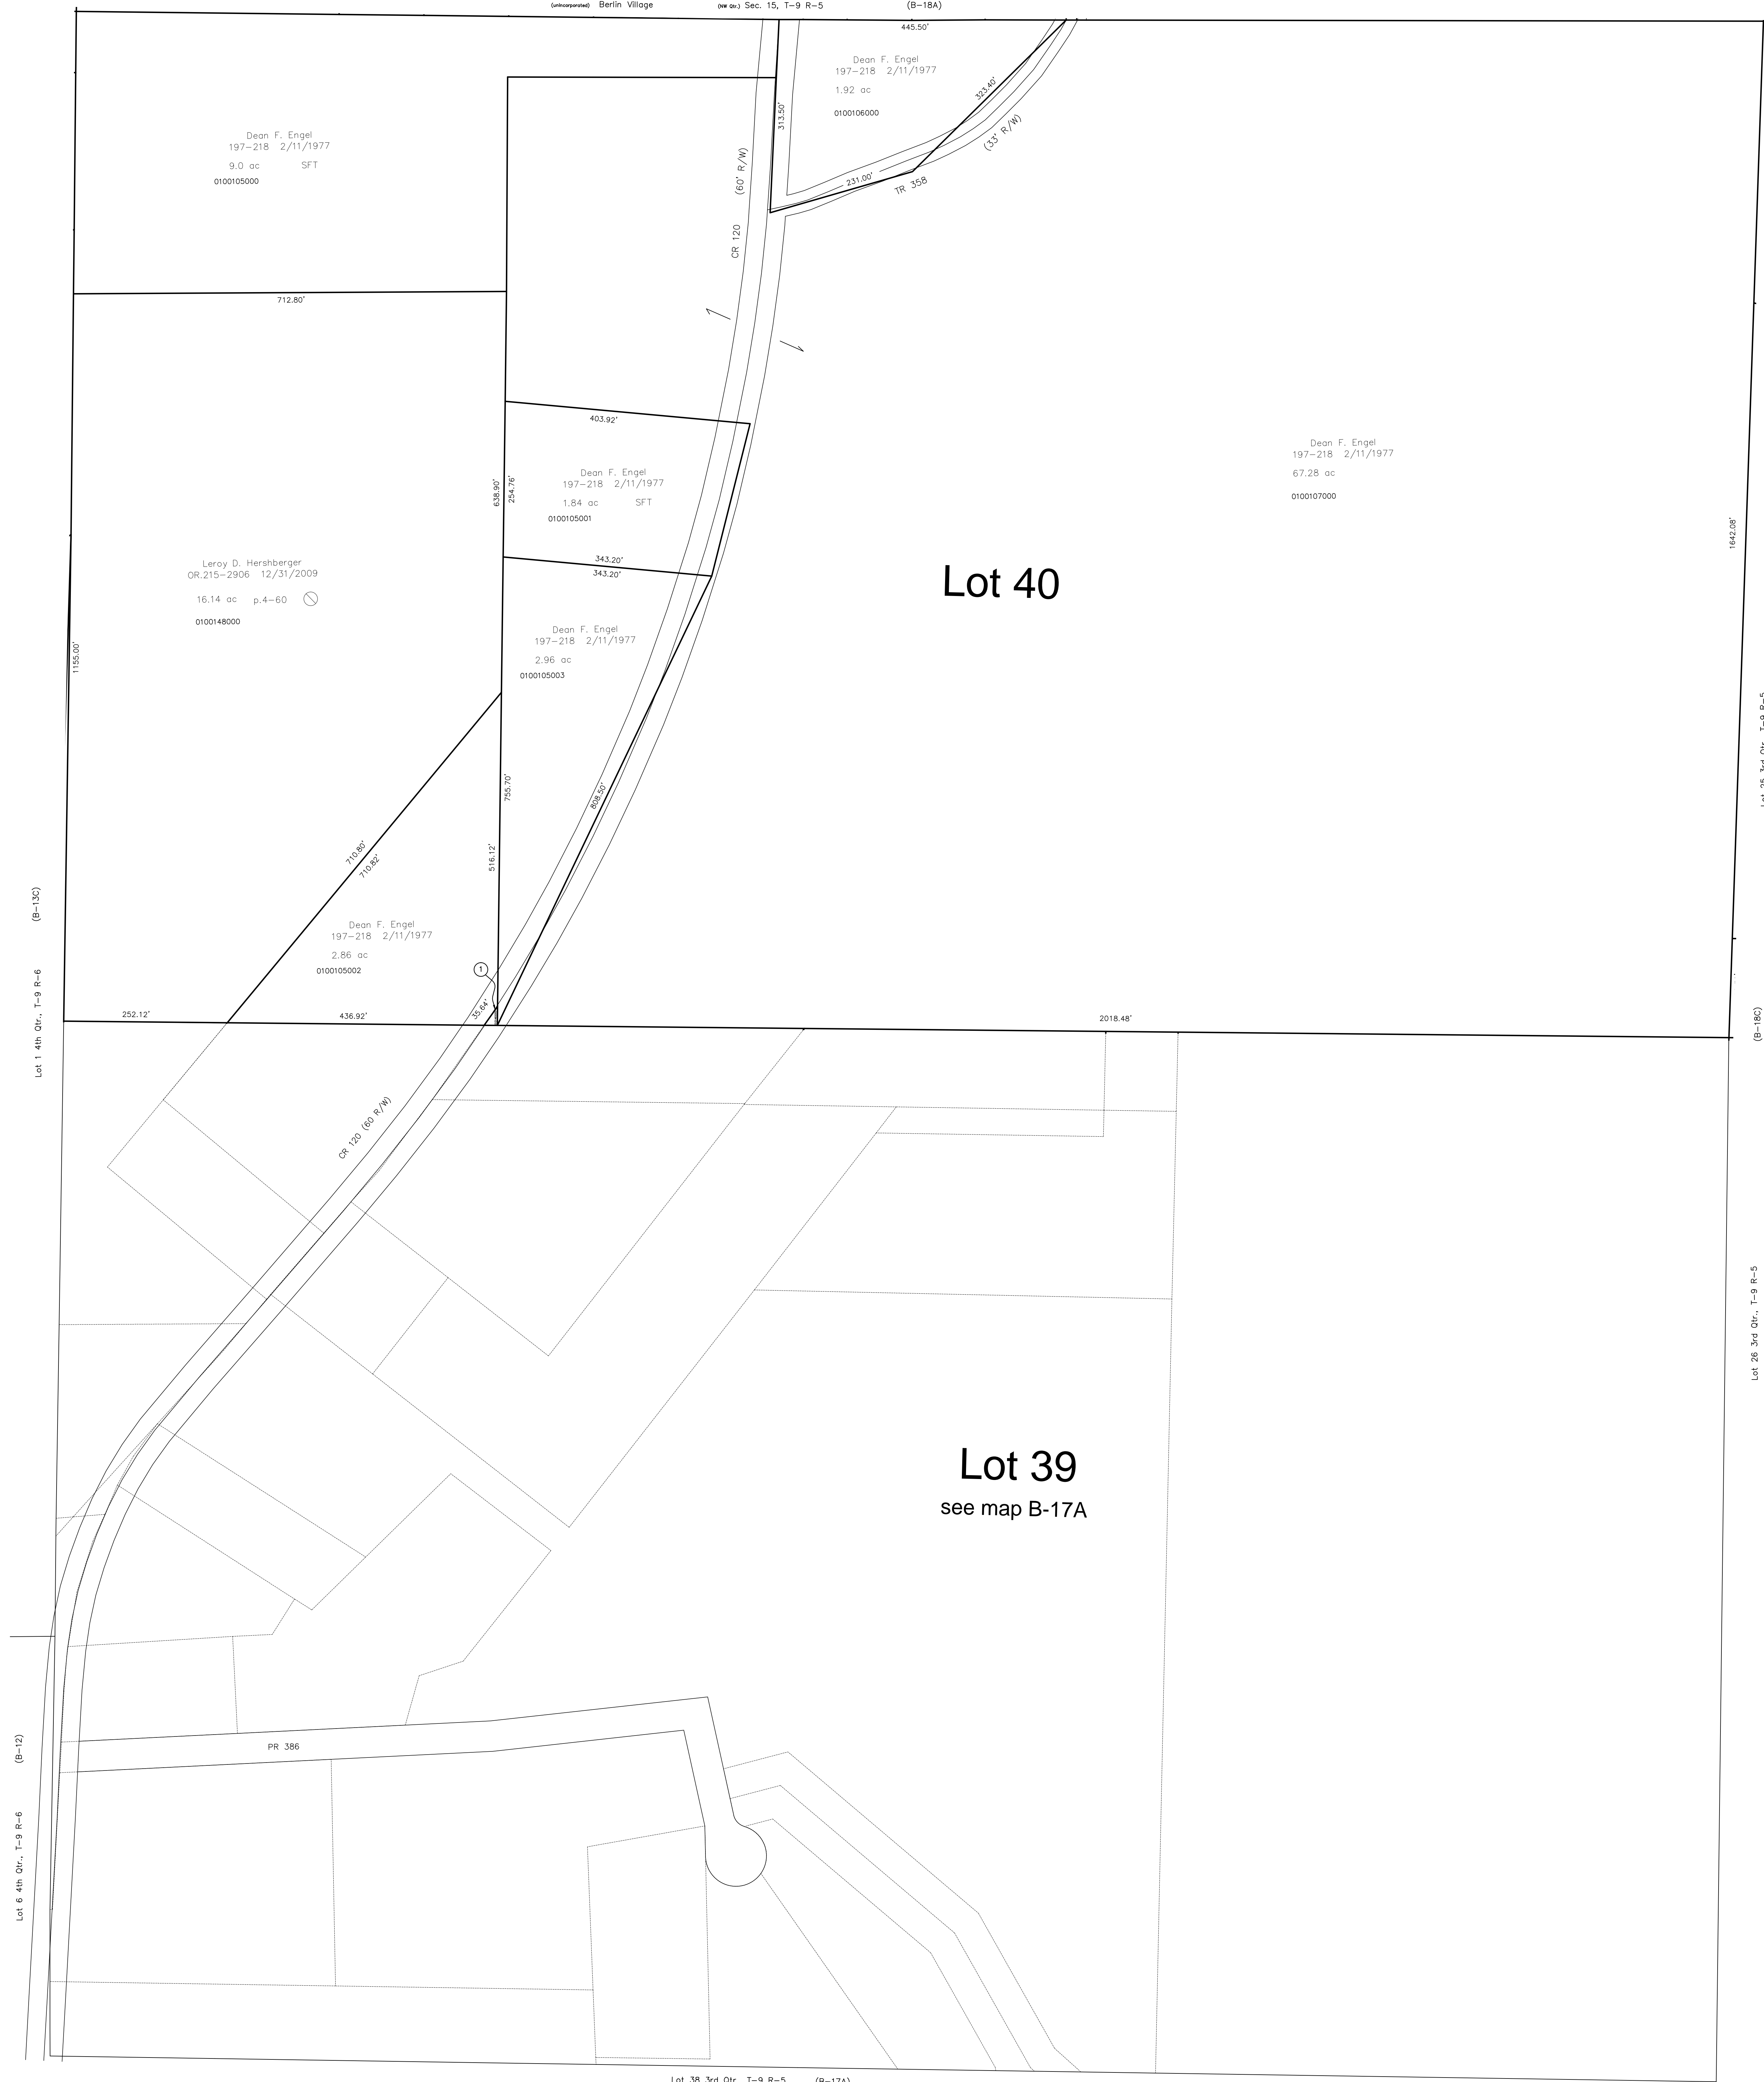 (unincorporated) Berlin Village (NW Qtr.) Sec. 15, T-9 R-5 (B-18A)
445.50'
Dean F. Engel
197-218 2/11/1977
1.92 ac
0100106000
313.50'
323.40'
(33' R/W)
231.00'
TR 358
Dean F. Engel
197-218 2/11/1977
9.0 ac SFT
0100105000
(60' R/W)
CR 120
712.80'
403.92'
Dean F. Engel
197-218 2/11/1977
1.84 ac SFT
0100105001
638.90'
254.76'
343.20'
343.20'
Dean F. Engel
197-218 2/11/1977
67.28 ac
0100107000
1642.08'
Lot 40
Leroy D. Hershberger
OR.215-2906 12/31/2009
16.14 ac p.4-60
0100148000
1155.00'
Dean F. Engel
197-218 2/11/1977
2.96 ac
0100105003
Lot 25 3rd Qtr., T-9 R-5
755.70'
808.50'
516.12'
710.80'
710.82'
Dean F. Engel
197-218 2/11/1977
2.86 ac
0100105002
1
35.64'
252.12'
436.92'
2018.48'
(B-13C)
Lot 1 4th Qtr., T-9 R-6
(B-18C)
CR 120 (60 R/W)
Lot 26 3rd Qtr., T-9 R-5
Lot 39
see map B-17A
PR 386
(B-12)
Lot 6 4th Qtr., T-9 R-6
Lot 38 3rd Qtr., T-9 R-5 (B-17A)